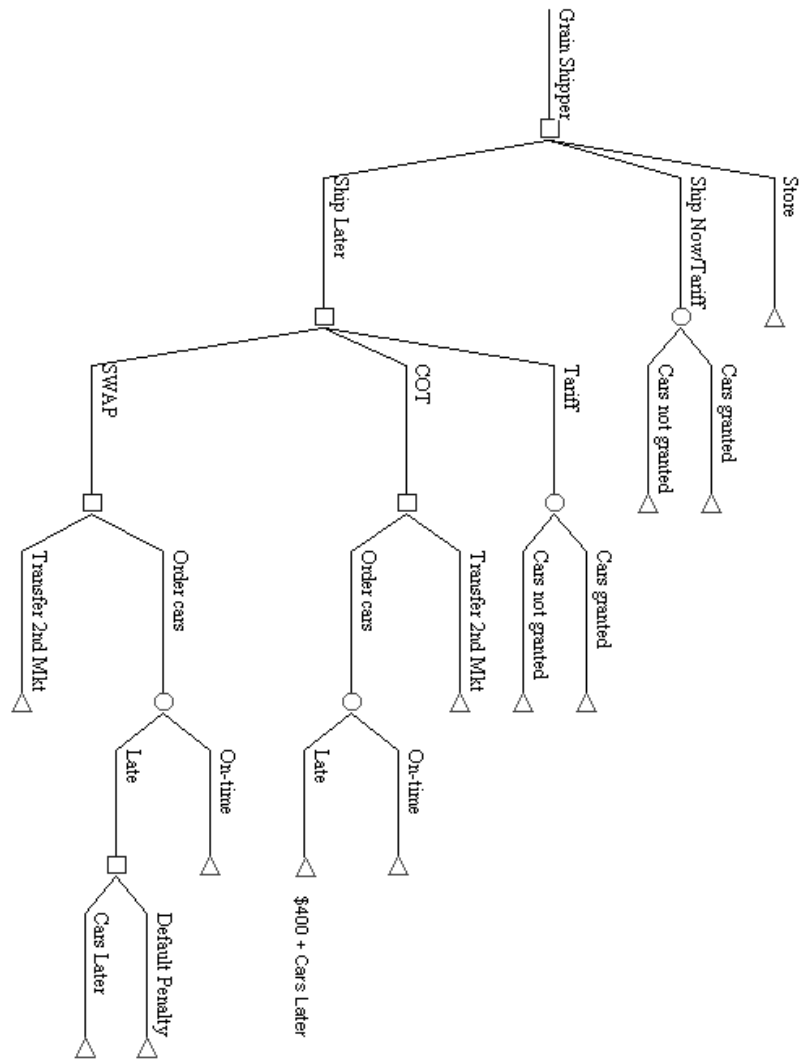 Grain Shipper
Store
Ship Now/Tariff
Cars granted
Cars not granted
Ship Later
Tariff
Cars granted
Cars not granted
COT
Transfer 2nd Mkt
Order cars
On-time
Late
$400 + Cars Later
SWAP
Order cars
On-time
Late
Default Penalty
Cars Later
Transfer 2nd Mkt